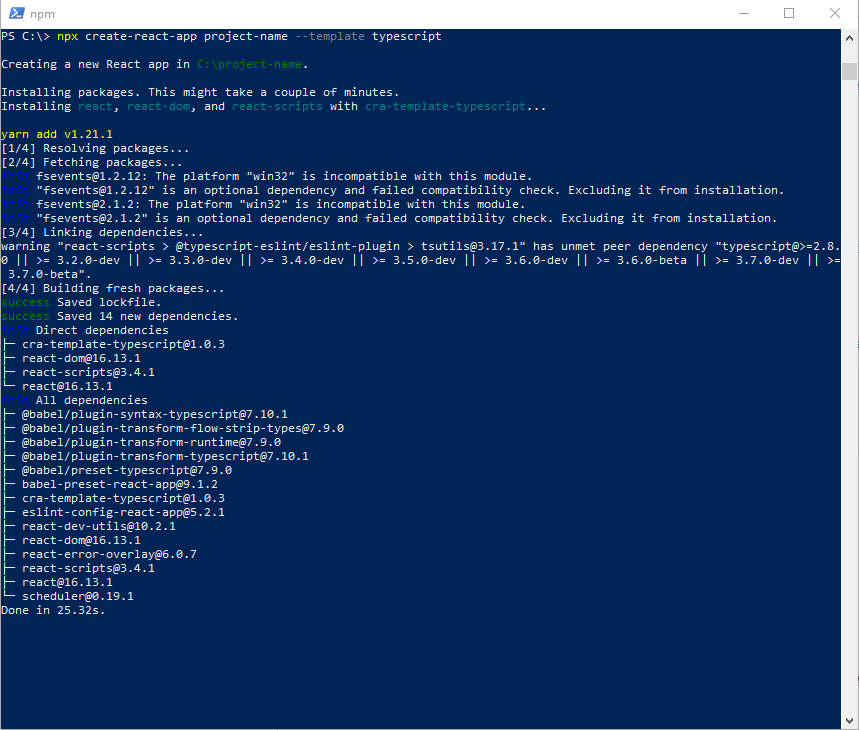 npm
PS C:\> npx create-react-app project-name --template typescript
Creating a new React app in C:\project-name.
Installing packages. This might take a couple of minutes.
Installing react, react-dom, and react-scripts with cra-template-typescript...
yarn add v1.21.1
[1/4] Resolving packages...
[2/4] Fetching packages...
info fsevents@1.2.12: The platform "win32" is incompatible with this module.
info "fsevents@1.2.12" is an optional dependency and failed compatibility check. Excluding it from installation.
info fsevents@2.1.2: The platform "win32" is incompatible with this module.
info "fsevents@2.1.2" is an optional dependency and failed compatibility check. Excluding it from installation.
[3/4] Linking dependencies...
warning "react-scripts > @typescript-eslint/eslint-plugin > tsutils@3.17.1" has unmet peer dependency "typescript@>=2.8.
0 || >= 3.2.0-dev || >= 3.3.0-dev || >= 3.4.0-dev || >= 3.5.0-dev || >= 3.6.0-dev || >= 3.6.0-beta || >= 3.7.0-dev || >=
 3.7.0-beta".
[4/4] Building fresh packages...
success Saved lockfile.
success Saved 14 new dependencies.
info Direct dependencies
├─ cra-template-typescript@1.0.3
├─ react-dom@16.13.1
├─ react-scripts@3.4.1
└─ react@16.13.1
info All dependencies
├─ @babel/plugin-syntax-typescript@7.10.1
├─ @babel/plugin-transform-flow-strip-types@7.9.0
├─ @babel/plugin-transform-runtime@7.9.0
├─ @babel/plugin-transform-typescript@7.10.1
├─ @babel/preset-typescript@7.9.0
├─ babel-preset-react-app@9.1.2
├─ cra-template-typescript@1.0.3
├─ eslint-config-react-app@5.2.1
├─ react-dev-utils@10.2.1
├─ react-dom@16.13.1
├─ react-error-overlay@6.0.7
├─ react-scripts@3.4.1
├─ react@16.13.1
└─ scheduler@0.19.1
Done in 25.32s.